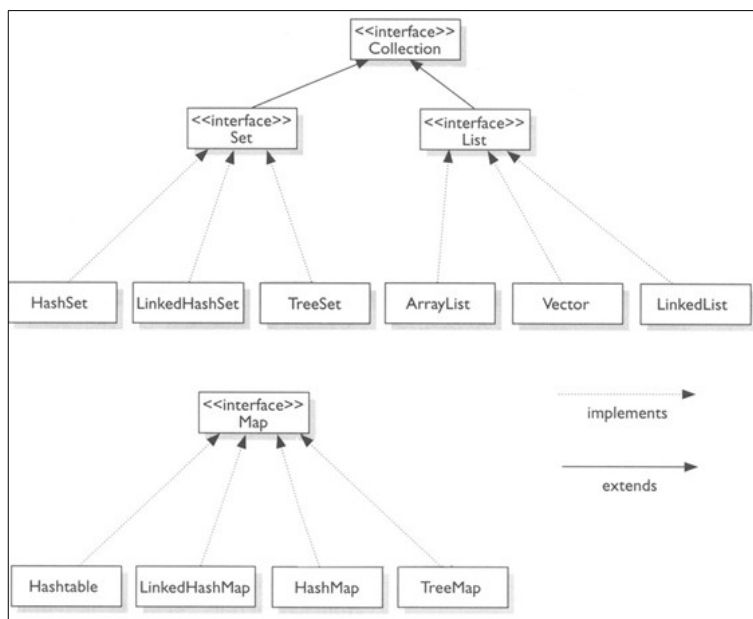 <<interface>>
Collection
<<interface>>
Set
<<interface>>
List
HashSet
LinkedHashSet
TreeSet
ArrayList
Vector
LinkedList
<<interface>>
Map
implements
extends
Hashtable
LinkedHashMap
HashMap
TreeMap